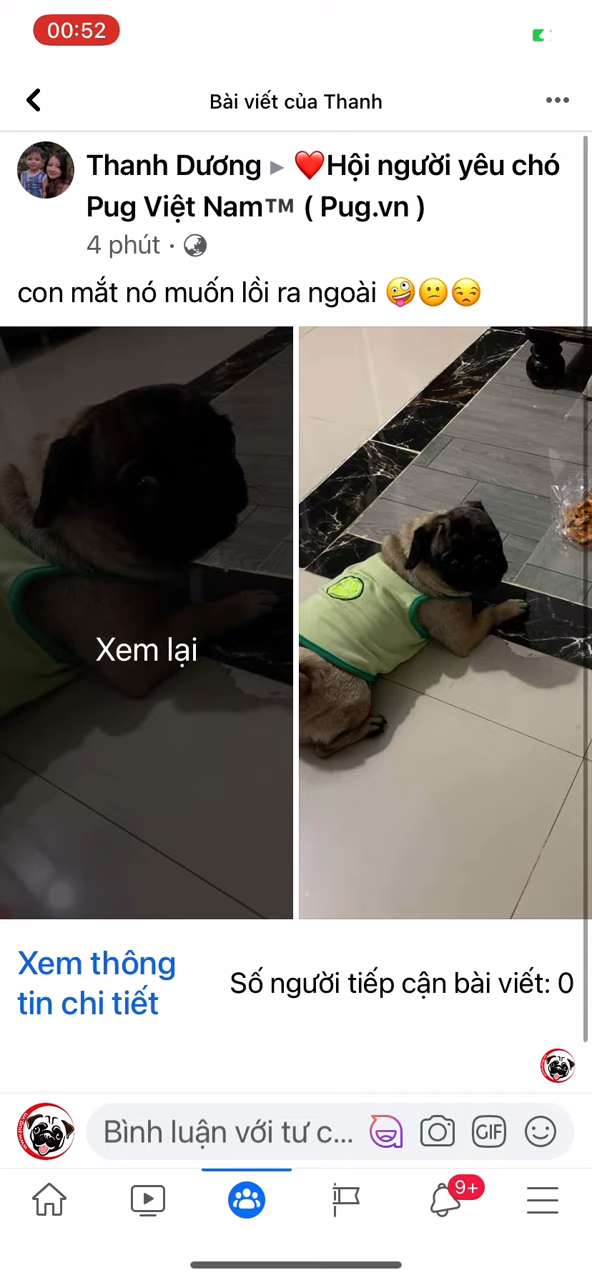 00:52
Bài viết của Thanh
Thanh Dương ▸ ❤️Hội người yêu chó
Pug Việt Nam™ ( Pug.vn )
4 phút ·
con mắt nó muốn lồi ra ngoài 🤪😕😒
Xem lại
Xem thông
tin chi tiết
Số người tiếp cận bài viết: 0
Bình luận với tư c...
GIF
9+